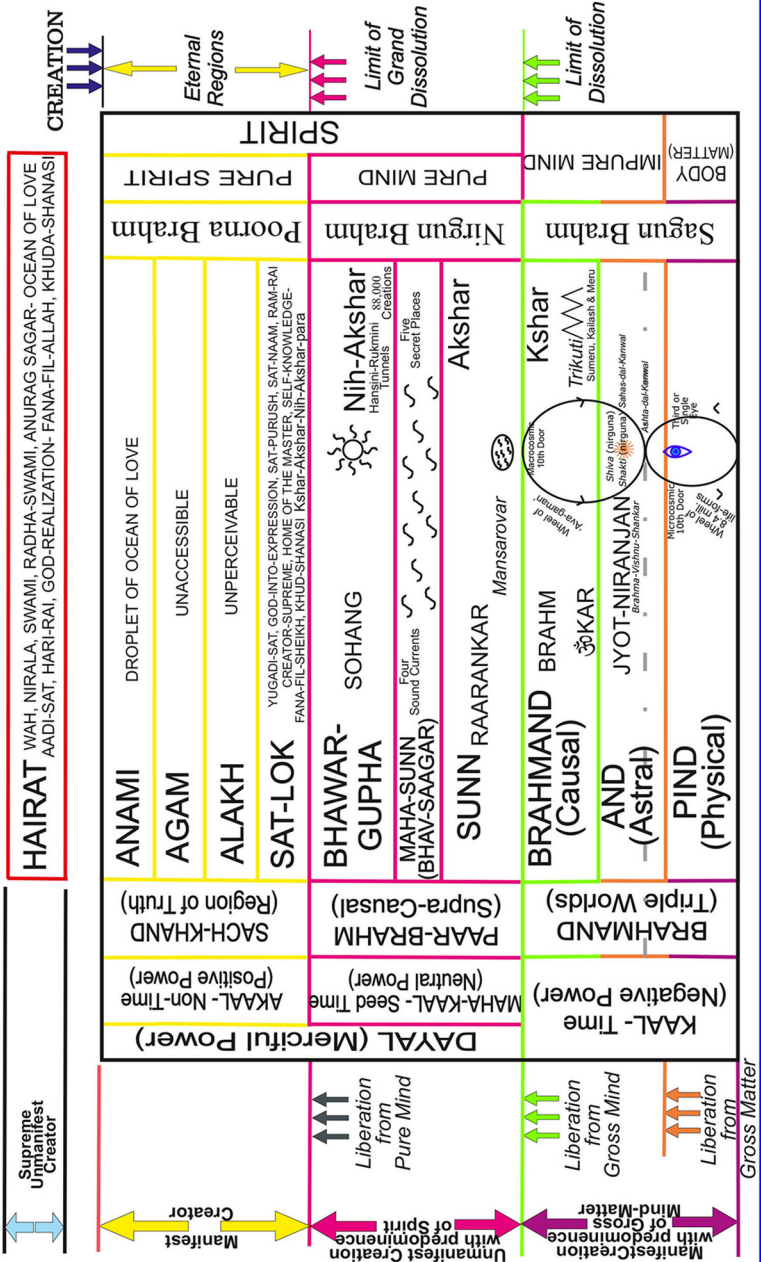 CREATION
Eternal
Regions
Limit of
Grand
Dissolution
Limit of
Dissolution
HAIRAT
WAH, NIRALA, SWAMI, RADHA-SWAMI, ANURAG SAGAR- OCEAN OF LOVE
AADI-SAT, HARI-RAI, GOD-REALIZATION- FANA-FIL-ALLAH, KHUDA-SHANASI
SPIRIT
PURE SPIRIT
PURE MIND
IMPURE MIND
BODY
(MATTER)
Poorna Brahm
Nirgun Brahm
Sagun Brahm
ANAMI
DROPLET OF OCEAN OF LOVE
AGAM
UNACCESSIBLE
ALAKH
UNPERCEIVABLE
SAT-LOK
YUGADI-SAT, GOD-INTO-EXPRESSION, SAT-PURUSH, SAT-NAAM, RAM-RAI
CREATOR-SUPREME, HOME OF THE MASTER, SELF-KNOWLEDGE-
FANA-FIL-SHEIKH, KHUD-SHANASI Kshar-Akshar-Nih-Akshar-para
BHAWAR-
GUPHA
SOHANG
Nih-Akshar
Hansini-Rukmini
Tunnels
88,000
Creations
MAHA-SUNN
(BHAV-SAAGAR)
Four
Sound Currents
Five
Secret Places
SUNN
RAARANKAR
Akshar
Mansarovar
BRAHMAND
(Causal)
BRAHM
ॐKAR
Wheel of
'Ava-gaman'
Macrocosmic
10th Door
Kshar
Trikuti
Sumeru, Kailash & Meru
AND
(Astral)
JYOT-NIRANJAN
Brahma-Vishnu-Shankar
Shiva (nirguna)
Shakti (nirguna)
Sahas-dal-Kanwal
Ashta-dal-Kanwal
PIND
(Physical)
Microcosmic
10th Door
Wheel of
8.4 mill.
life-forms
Third or
Single
Eye
SACH-KHAND
(Region of Truth)
PAAR-BRAHM
(Supra-Causal)
BRAHMAND
(Triple Worlds)
AKAAL - Non-Time
(Positive Power)
MAHA-KAAL - Seed Time
(Neutral Power)
KAAL- Time
(Negative Power)
DAYAL (Merciful Power)
Liberation
from
Pure Mind
Liberation
from
Gross Mind
Liberation
from
Gross Matter
Supreme
Unmanifest
Creator
Manifest
Creator
Unmanifest Creation
with predominence
of Spirit
ManifestCreation
with predominence
of Gross
Mind-Matter